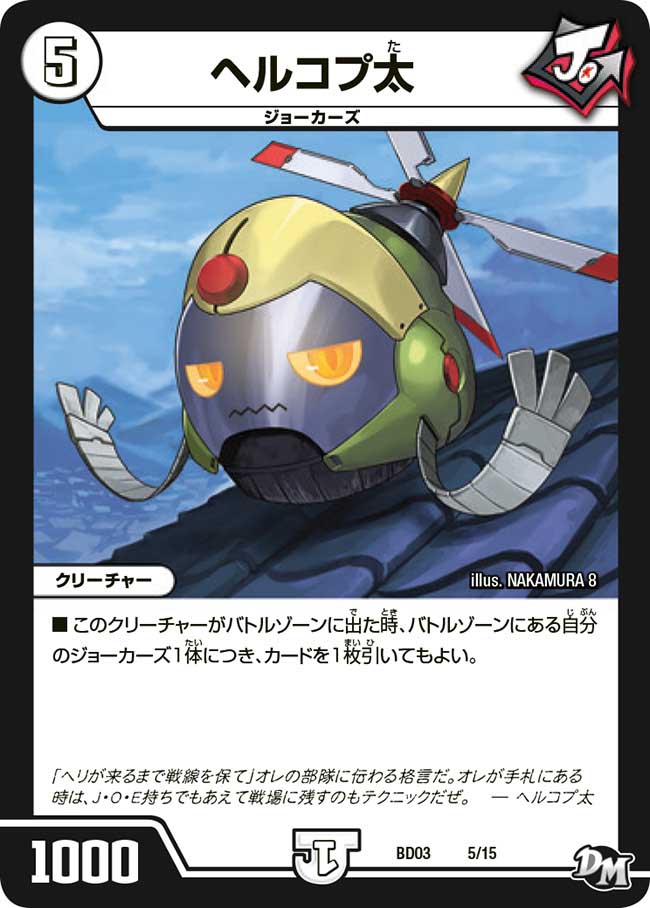 5
ヘルコプ太
た
ジョーカーズ
J
クリーチャー
illus. NAKAMURA 8
■ このクリーチャーがバトルゾーンに出た時、バトルゾーンにある自分
のジョーカーズ1体につき、カードを1枚引いてもよい。
「ヘリが来るまで戦線を保て」オレの部隊に伝わる格言だ。オレが手札にある
時は、J・O・E持ちでもあえて戦場に残すのもテクニックだぜ。 ― ヘルコプ太
1000
BD03 5/15
DM